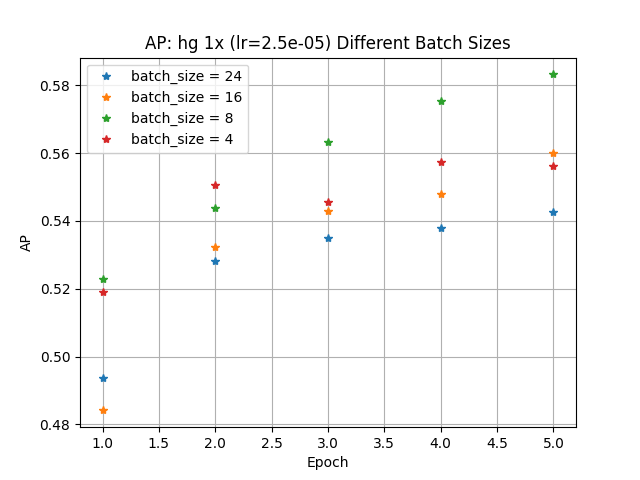 AP: hg 1x (lr=2.5e-05) Different Batch Sizes
batch_size = 24
batch_size = 16
batch_size = 8
batch_size = 4
0.58
0.56
0.54
0.52
0.50
0.48
AP
1.0 1.5 2.0 2.5 3.0 3.5 4.0 4.5 5.0
Epoch